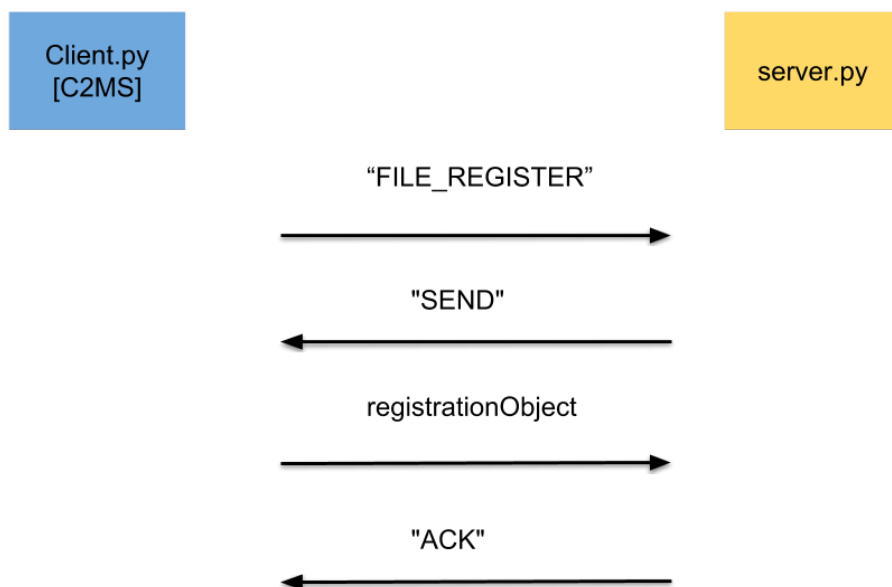 Client.py
[C2MS]
server.py
“FILE_REGISTER”
"SEND"
registrationObject
"ACK"